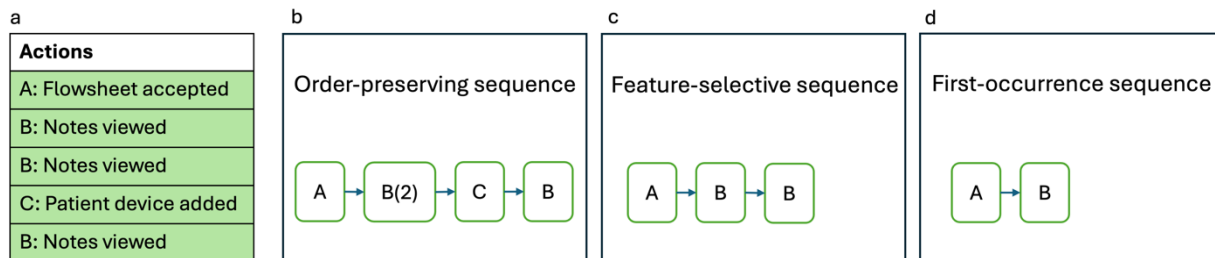 a
Actions
A: Flowsheet accepted
B: Notes viewed
B: Notes viewed
C: Patient device added
B: Notes viewed
b
Order-preserving sequence
A B(2) C B
c
Feature-selective sequence
A B B
d
First-occurrence sequence
A B